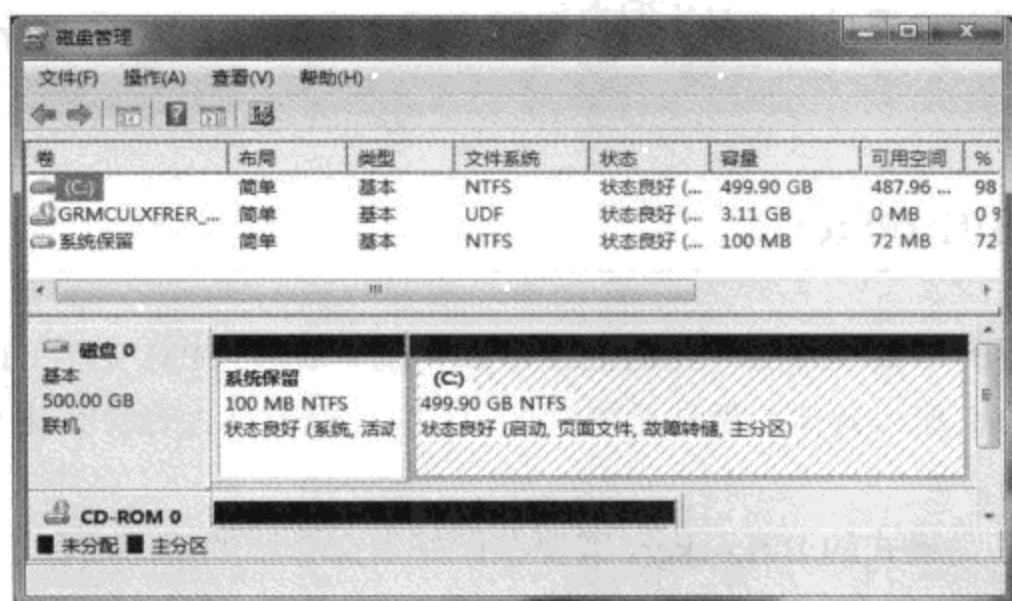 磁盘管理
文件(F) 操作(A) 查看(V) 帮助(H)
卷 布局 类型 文件系统 状态 容量 可用空间 %
(C:) 简单 基本 NTFS 状态良好 (... 499.90 GB 487.96 ... 98
GRMCULXFRER_... 简单 基本 UDF 状态良好 (... 3.11 GB 0 MB 0 9
系统保留 简单 基本 NTFS 状态良好 (... 100 MB 72 MB 72
磁盘 0
基本
500.00 GB
联机
系统保留
100 MB NTFS
状态良好 (系统, 活动
(C:)
499.90 GB NTFS
状态良好 (启动, 页面文件, 故障转储, 主分区)
CD-ROM 0
未分配 主分区